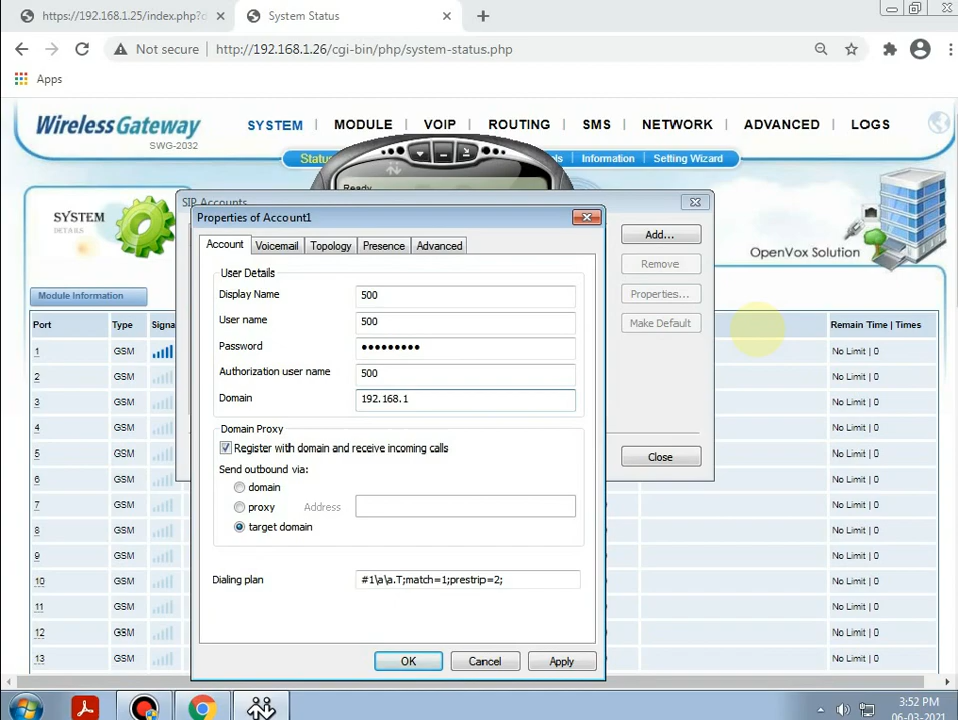 https://192.168.1.25/index.php?c
System Status
Not secure | http://192.168.1.26/cgi-bin/php/system-status.php
Apps
Wireless Gateway
SWG-2032
SYSTEM | MODULE | VOIP | ROUTING | SMS | NETWORK | ADVANCED | LOGS
Status
Information
Setting Wizard
Ready
SYSTEM
DETAILS
OpenVox Solution
SIP Accounts
Add...
Remove
Properties...
Make Default
Close
Properties of Account1
Account
Voicemail
Topology
Presence
Advanced
User Details
Display Name 500
User name 500
Password •••••••••
Authorization user name 500
Domain 192.168.1
Domain Proxy
Register with domain and receive incoming calls
Send outbound via:
domain
proxy Address
target domain
Dialing plan #1\a\a.T;match=1;prestrip=2;
OK
Cancel
Apply
Module Information
Port Type Signa Remain Time | Times
1 GSM No Limit | 0
2 GSM No Limit | 0
3 GSM No Limit | 0
4 GSM No Limit | 0
5 GSM No Limit | 0
6 GSM No Limit | 0
7 GSM No Limit | 0
8 GSM No Limit | 0
9 GSM No Limit | 0
10 GSM No Limit | 0
11 GSM No Limit | 0
12 GSM No Limit | 0
13 GSM No Limit | 0
3:52 PM
06-03-2021